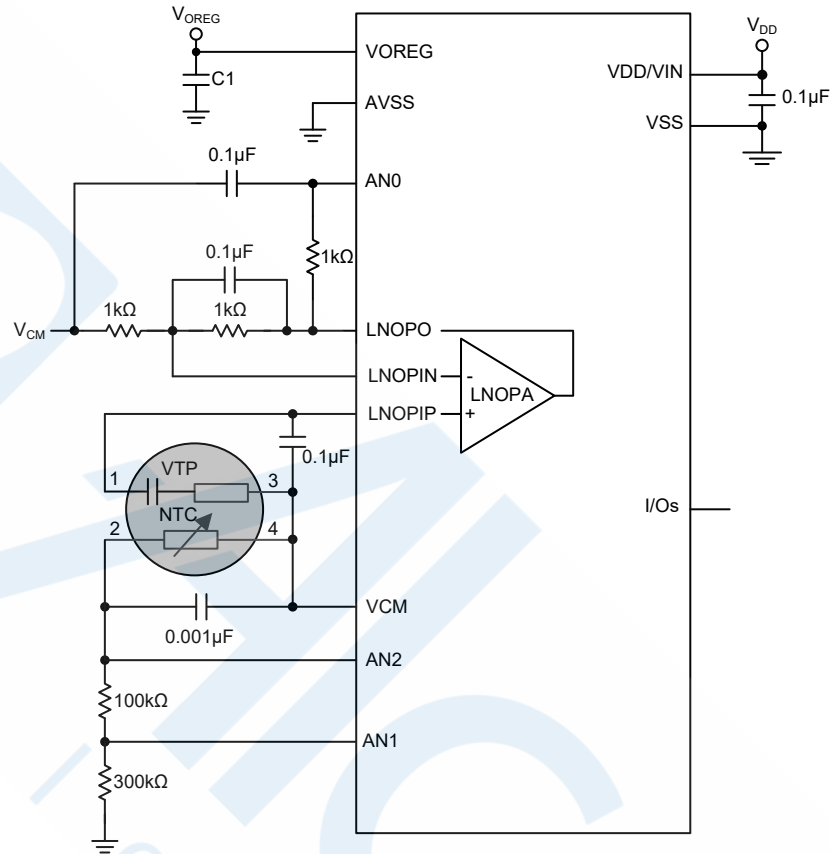 VOREG
VOREG
C1
AVSS
VDD
VDD/VIN
0.1µF
VSS
0.1µF
AN0
1kΩ
0.1µF
1kΩ
1kΩ
VCM
LNOPO
LNOPIN
-
LNOPA
LNOPIP
+
0.1µF
1
VTP
3
2
NTC
4
I/Os
VCM
0.001µF
AN2
100kΩ
AN1
300kΩ